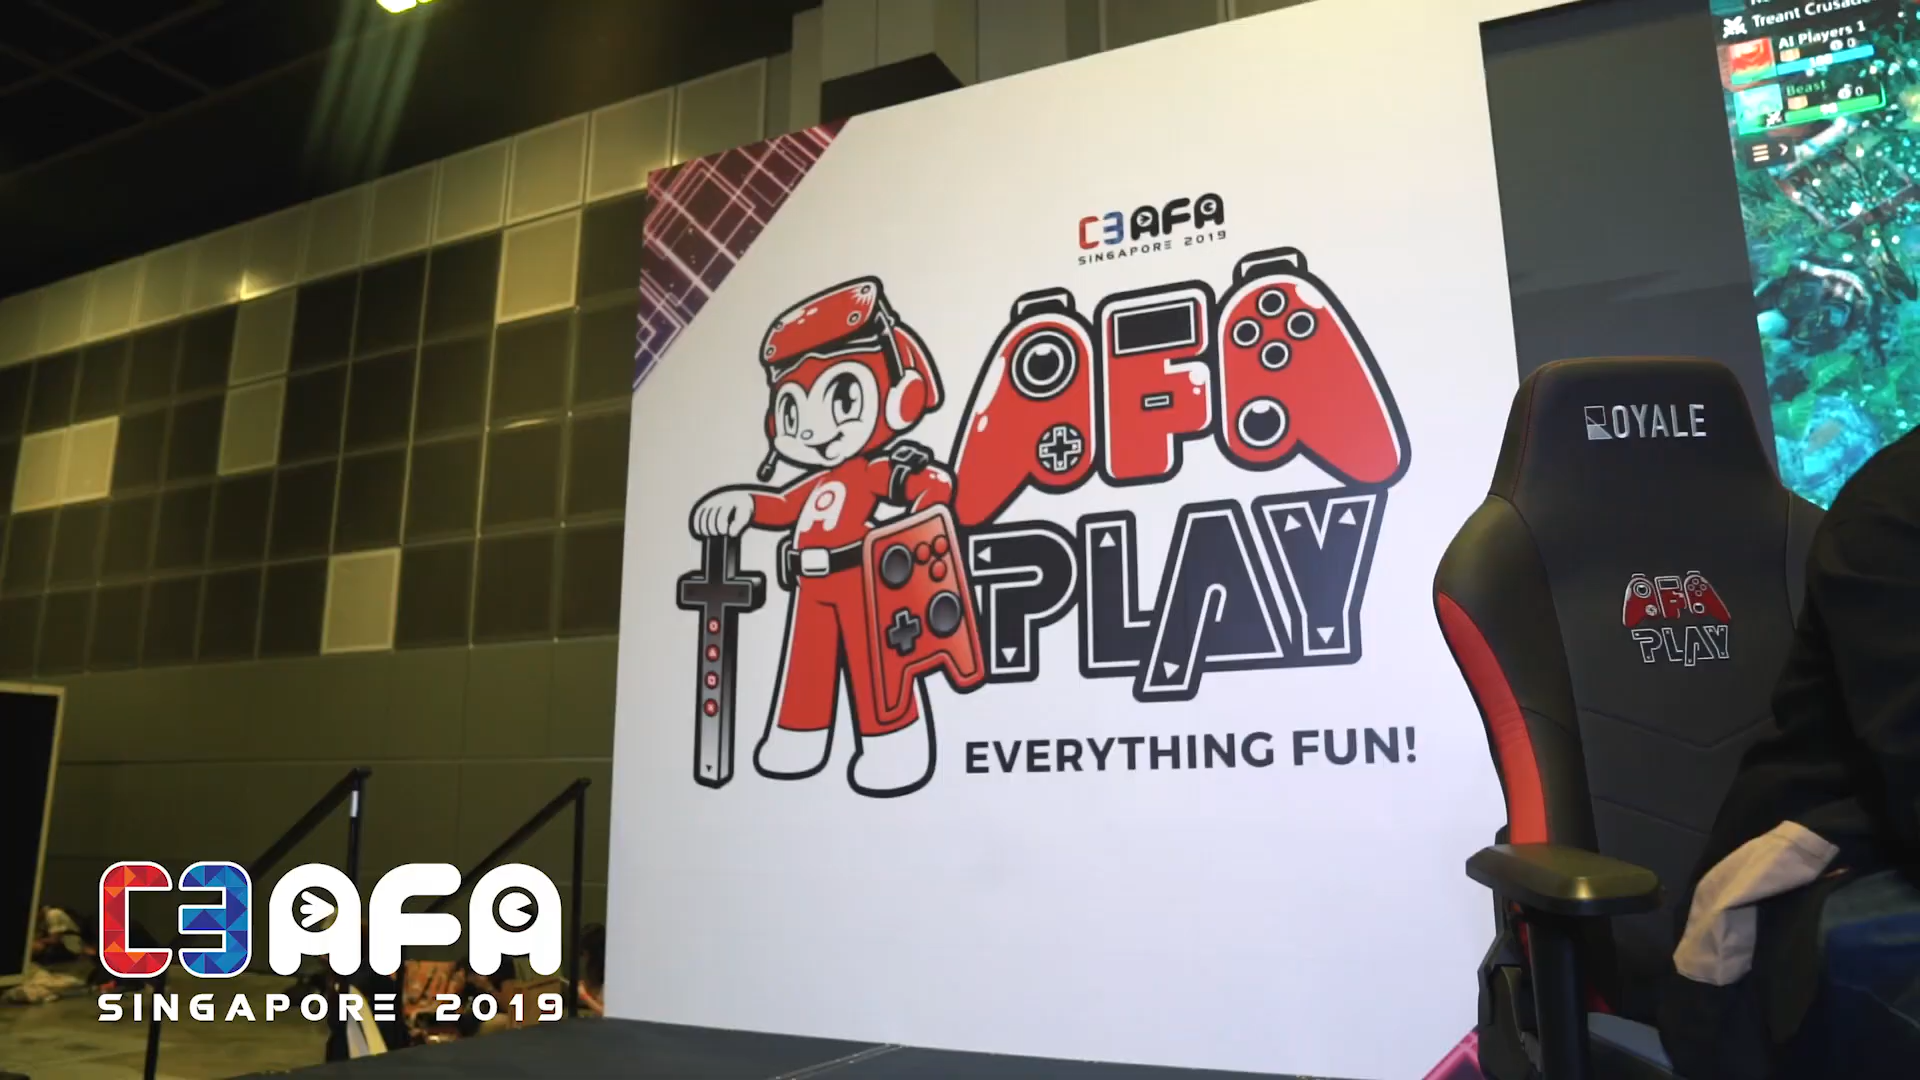 Treant Crusade
AI Players 1
Beast
C3AFA
SINGAPORE 2019
AFA
PLAY
EVERYTHING FUN!
ROYALE
AFA
PLAY
C3AFA
SINGAPORE 2019